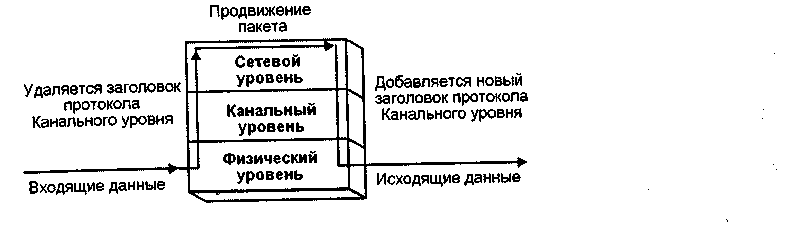 Продвижение
пакета
Сетевой
уровень
Удаляется заголовок
протокола
Канального уровня
Добавляется новый
заголовок протокола
Канального уровня
Канальный
уровень
Физический
уровень
Входящие данные
Исходящие данные